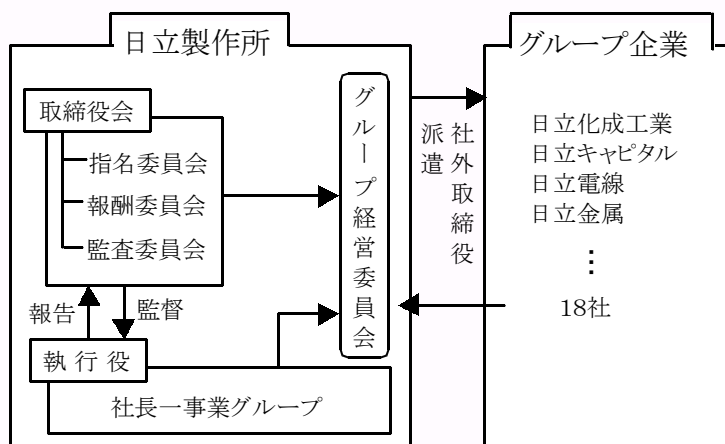 日立製作所
取締役会
指名委員会
報酬委員会
監査委員会
報告
監督
執行役
社長一事業グループ
グループ経営委員会
社外取締役
派遣
グループ企業
日立化成工業
日立キャピタル
日立電線
日立金属
⋮
18社